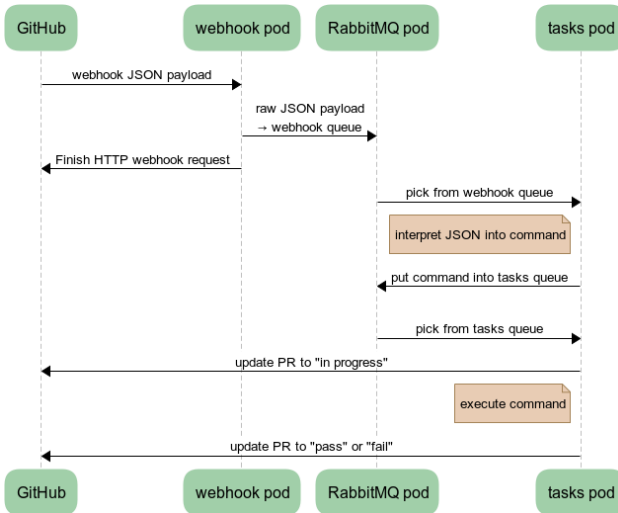 GitHub
webhook pod
RabbitMQ pod
tasks pod
webhook JSON payload
raw JSON payload
→ webhook queue
Finish HTTP webhook request
pick from webhook queue
interpret JSON into command
put command into tasks queue
pick from tasks queue
update PR to "in progress"
execute command
update PR to "pass" or "fail"
GitHub
webhook pod
RabbitMQ pod
tasks pod